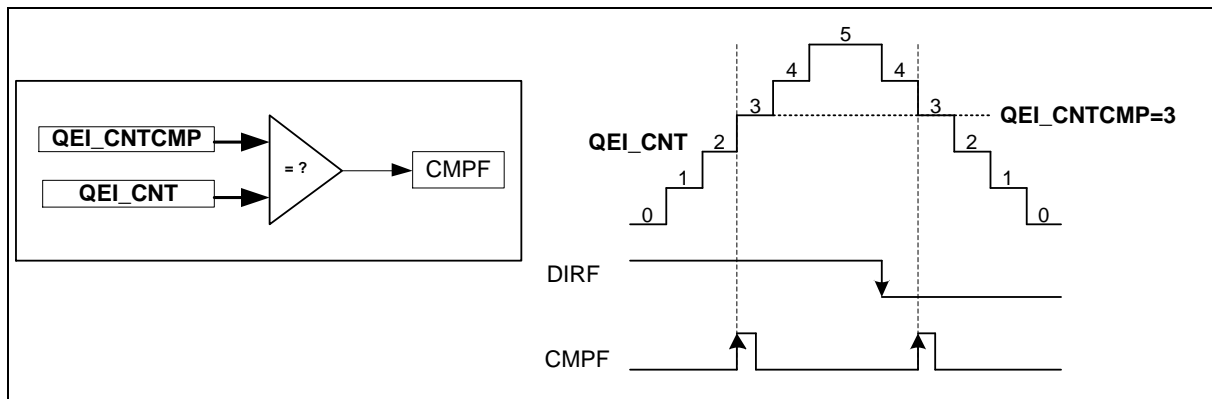 QEI_CNTCMP
QEI_CNT
= ?
CMPF
5
4 4
3 3
QEI_CNTCMP=3
QEI_CNT
2 2
1 1
0 0
DIRF
CMPF